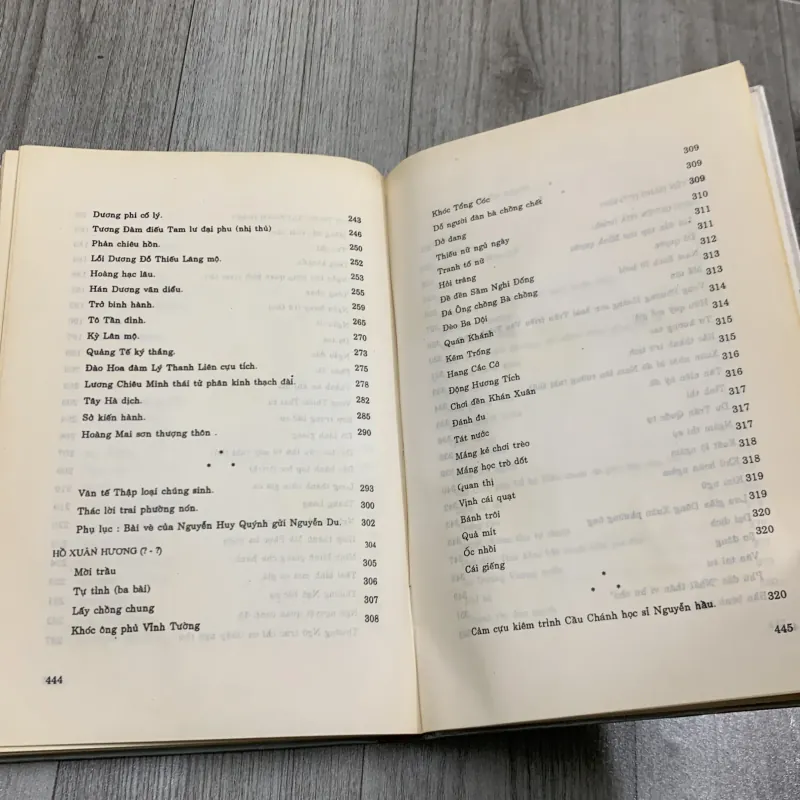 Dương phi cố lý. 243
Tương Đàm điếu Tam lư đại phu (nhị thủ) 246
Phản chiêu hồn. 250
Lỗi Dương Đỗ Thiếu Lăng mộ. 252
Hoàng hạc lâu. 253
Hán Dương vãn diểu. 255
Trở binh hành. 259
Tô Tần đình. 265
Kỳ Lân mộ. 270
Quảng Tế ký thắng. 273
Đào Hoa đàm Lý Thanh Liên cựu tích. 275
Lương Chiêu Minh thái tử phân kinh thạch đài. 278
Tây Hà dịch. 282
Sở kiến hành. 285
Hoàng Mai sơn thượng thôn . 290
*
* *
Văn tế Thập loại chúng sinh. 293
Thác lời trai phường nón. 300
Phụ lục : Bài vè của Nguyễn Huy Quýnh gửi Nguyễn Du. 302
HỒ XUÂN HƯƠNG (? - ?) 304
Mời trầu 305
Tự tình (ba bài) 306
Lấy chồng chung 307
Khóc ông phủ Vĩnh Tường 308
444
Khóc Tổng Cóc 309
Dỗ người đàn bà chồng chết 309
Dở dang 309
Thiếu nữ ngủ ngày 310
Tranh tố nữ 311
Hỏi trăng 311
Đề đền Sầm Nghi Đống 312
Đá Ông chồng Bà chồng 313
Đèo Ba Dội 313
Quán Khánh 314
Kẽm Trống 314
Hang Cắc Cớ 315
Động Hương Tích 315
Chơi đền Khán Xuân 316
Đánh đu 316
Tát nước 317
Mắng kẻ chơi trèo 317
Mắng học trò dốt 317
Quan thị 318
Vịnh cái quạt 318
Bánh trôi 319
Quả mít 319
Ốc nhồi 320
Cái giếng 320
*
* *
Cảm cựu kiêm trình Cầu Chánh học sĩ Nguyễn hầu. 320
445